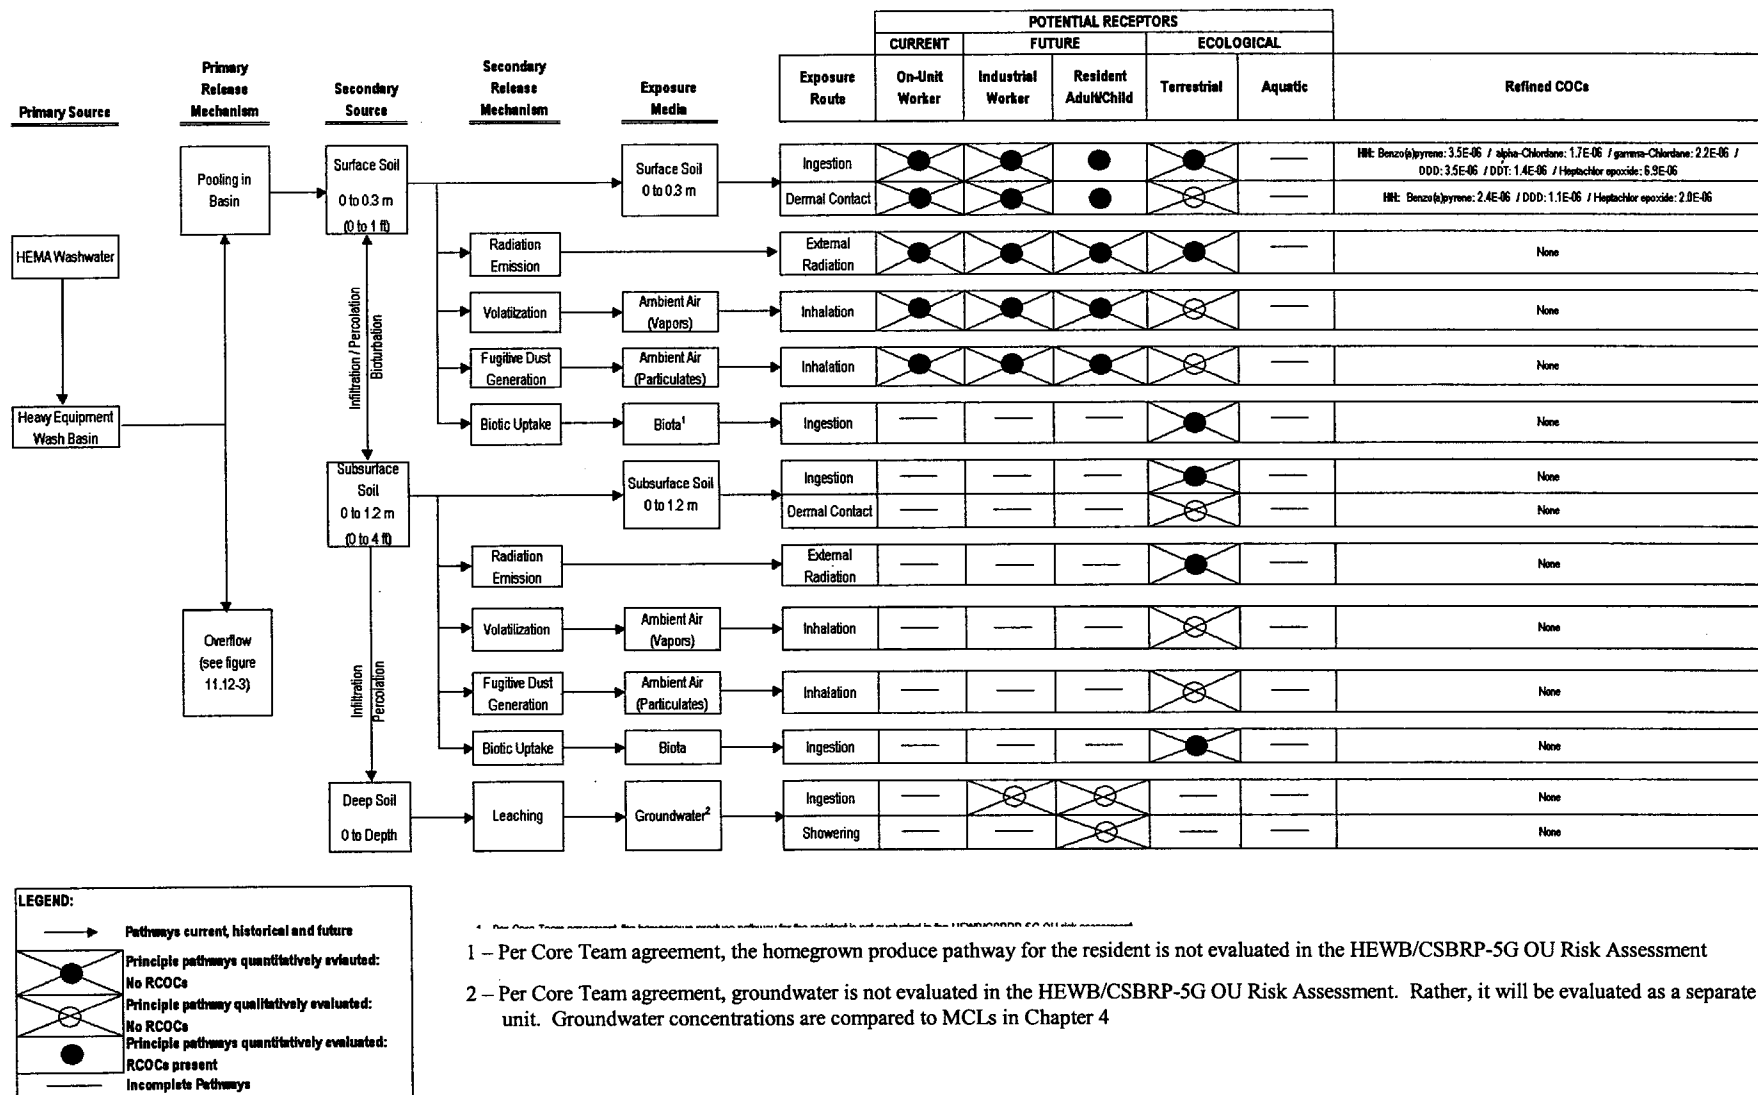 POTENTIAL RECEPTORS
CURRENT FUTURE ECOLOGICAL
Primary Source
Primary
Release
Mechanism
Secondary
Source
Secondary
Release
Mechanism
Exposure
Media
Exposure
Route
On-Unit
Worker
Industrial
Worker
Resident
Adult/Child
Terrestrial
Aquatic
Refined COCs
HEMA Washwater
Heavy Equipment
Wash Basin
Pooling in
Basin
Overflow
(see figure
11.12-3)
Surface Soil
0 to 0.3 m
(0 to 1 ft)
Infiltration / Percolation
Bioturbation
Subsurface
Soil
0 to 1.2 m
(0 to 4 ft)
Infiltration
Percolation
Deep Soil
0 to Depth
Surface Soil
0 to 0.3 m
Ingestion
HH: Benzo(a)pyrene: 3.5E-06 / alpha-Chlordane: 1.7E-06 / gamma-Chlordane: 2.2E-06 /
DDD: 3.5E-06 / DDT: 1.4E-06 / Heptachlor epoxide: 6.9E-06
Dermal Contact
HH: Benzo(a)pyrene: 2.4E-06 / DDD: 1.1E-06 / Heptachlor epoxide: 2.0E-06
Radiation
Emission
External
Radiation
None
Volatilzation
Ambient Air
(Vapors)
Inhalation
None
Fugitive Dust
Generation
Ambient Air
(Particulates)
Inhalation
None
Biotic Uptake
Biota1
Ingestion
None
Subsurface Soil
0 to 1.2 m
Ingestion
None
Dermal Contact
None
Radiation
Emission
External
Radiation
None
Volatilization
Ambient Air
(Vapors)
Inhalation
None
Fugitive Dust
Generation
Ambient Air
(Particulates)
Inhalation
None
Biotic Uptake
Biota
Ingestion
None
Leaching
Groundwater2
Ingestion
None
Showering
None
LEGEND:
Pathways current, historical and future
Principle pathways quantitatively evlauted:
No RCOCs
Principle pathway qualitatively evaluated:
No RCOCs
Principle pathways quantitatively evaluated:
RCOCs present
Incomplete Pathways
1 – Per Core Team agreement, the homegrown produce pathway for the resident is not evaluated in the HEWB/CSBRP-5G OU Risk Assessment
2 – Per Core Team agreement, groundwater is not evaluated in the HEWB/CSBRP-5G OU Risk Assessment. Rather, it will be evaluated as a separate
unit. Groundwater concentrations are compared to MCLs in Chapter 4